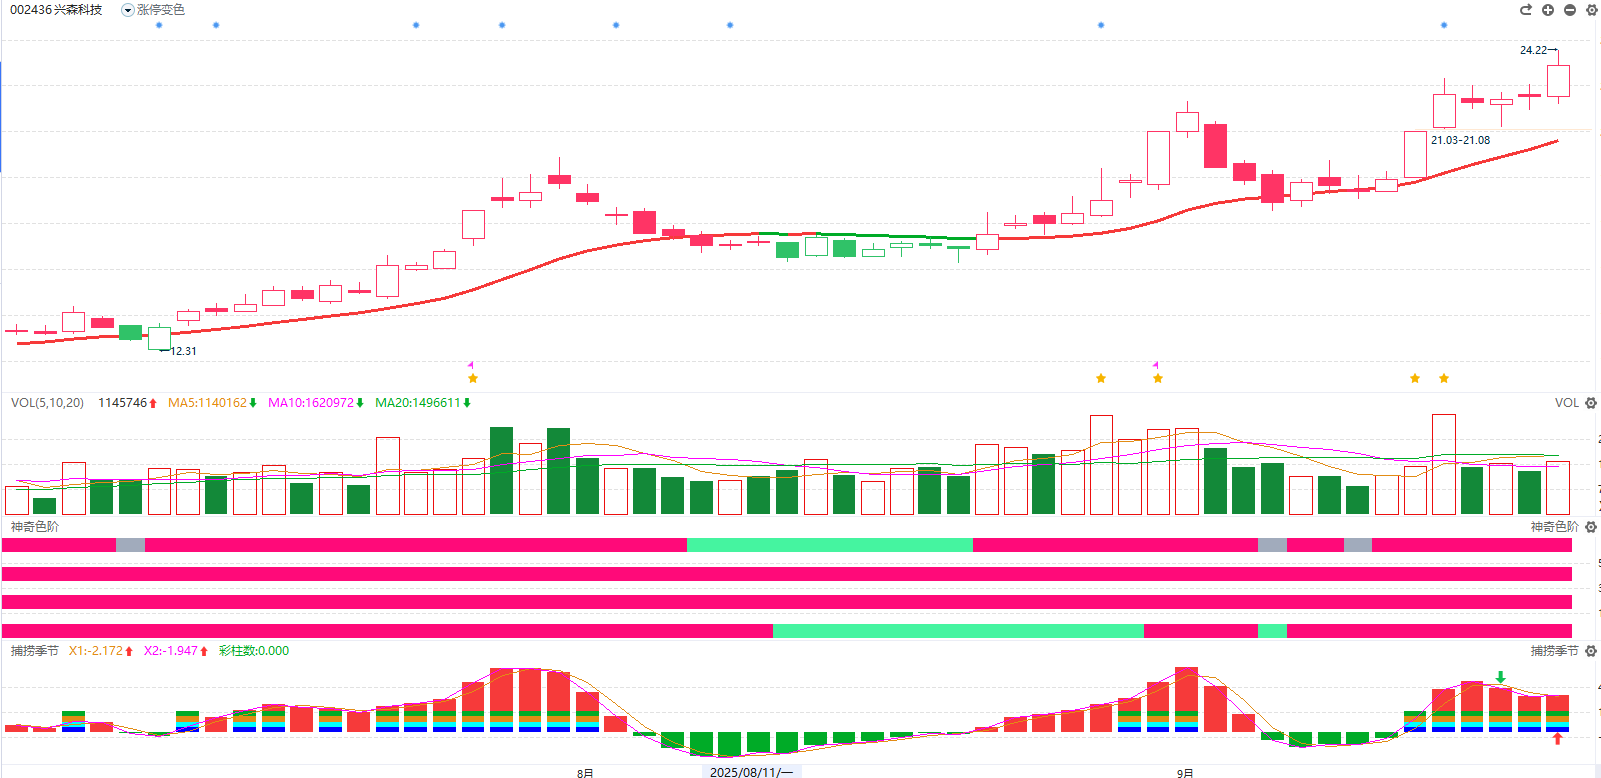 002436 兴森科技 涨停变色
24.22
21.03-21.08
12.31
VOL(5,10,20) 1145746 MA5:1140162 MA10:1620972 MA20:1496611 VOL
神奇色阶 神奇色阶
捕捞季节 X1:-2.172 X2:-1.947 彩柱数:0.000 捕捞季节
8月 2025/08/11/一 9月